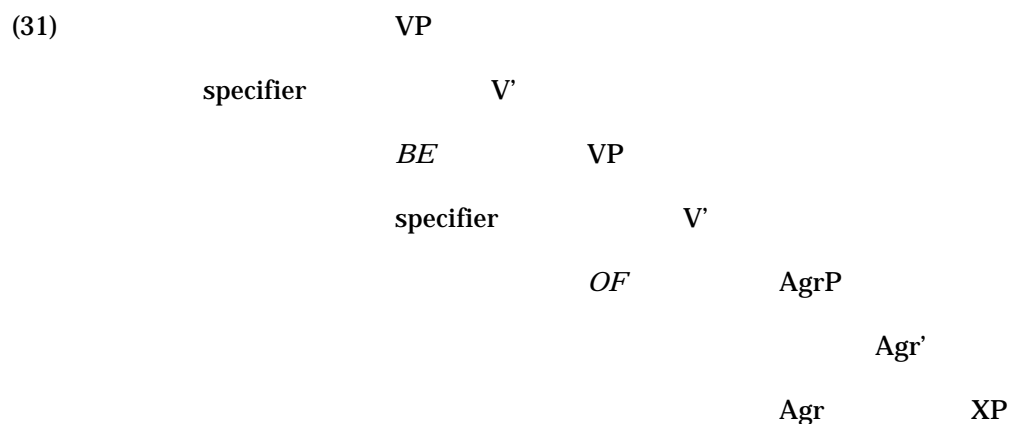 (31) VP
specifier V’
BE VP
specifier V’
OF AgrP
Agr’
Agr XP